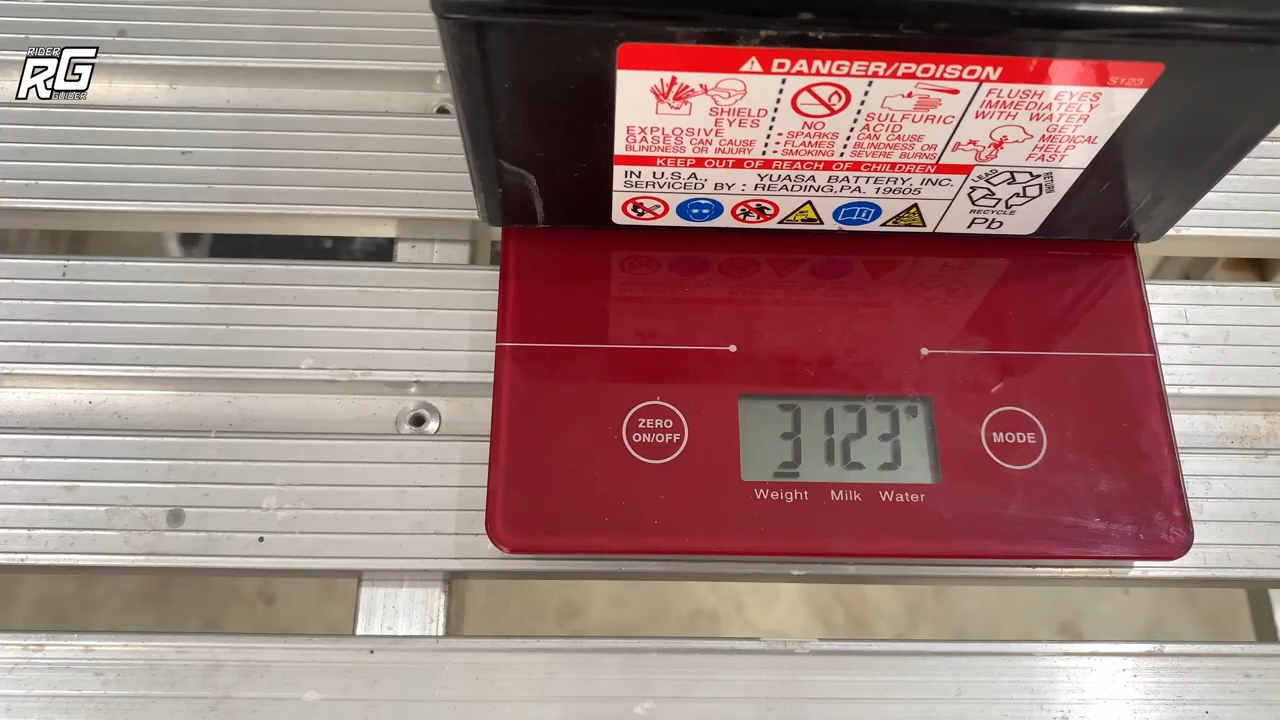 RIDER
RG
GUIDER
DANGER/POISON
S123
SHIELD
EYES
EXPLOSIVE
GASES CAN CAUSE
BLINDNESS OR INJURY
NO
• SPARKS
• FLAMES
• SMOKING
SULFURIC
ACID
CAN CAUSE
BLINDNESS OR
SEVERE BURNS
FLUSH EYES
IMMEDIATELY
WITH WATER
GET
MEDICAL
HELP
FAST
KEEP OUT OF REACH OF CHILDREN
IN U.S.A., YUASA BATTERY, INC.
SERVICED BY : READING,PA. 19605
LEAD
RETURN
RECYCLE
Pb
ZERO
ON/OFF
3123
MODE
Weight Milk Water